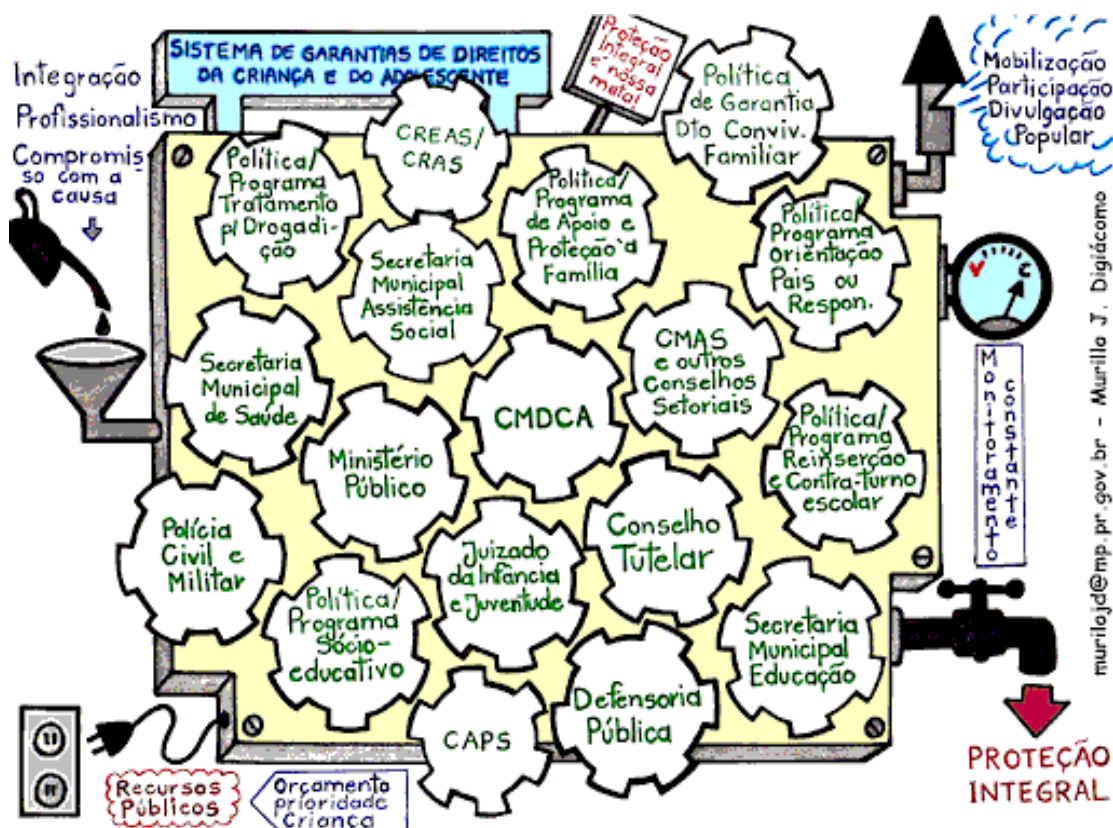 SISTEMA DE GARANTIAS DE DIREITOS
DA CRIANÇA E DO ADOLESCENTE
Proteção
Integral
é nossa
meta!
Integração
Profissionalismo
Compromis
so com a
causa
Mobilização
Participação
Divulgação
Popular
CREAS/
CRAS
Política
de Garantia
Dto Conviv.
Familiar
Política/
Programa
Tratamento
p/ Drogadi-
ção
Política/
Programa
de Apoio e
Proteção à
Família
Política/
Programa
Orientação
Pais ou
Respon.
Secretaria
Municipal
Assistência
Social
V C
Secretaria
Municipal
de Saúde
CMDCA
CMAS
e outros
Conselhos
Setoriais
Monitoramento
constante
Ministério
Público
Política/
Programa
Reinserção
e Contra-turno
escolar
Polícia
Civil e
Militar
Juizado
da Infância
e Juventude
Conselho
Tutelar
Política/
Programa
Sócio-
educativo
Secretaria
Municipal
Educação
CAPS
Defensoria
Pública
Recursos
Públicos
Orçamento
prioridade
Criança
PROTEÇÃO
INTEGRAL
murilojd@mp.pr.gov.br - Murillo J. Digiácomo